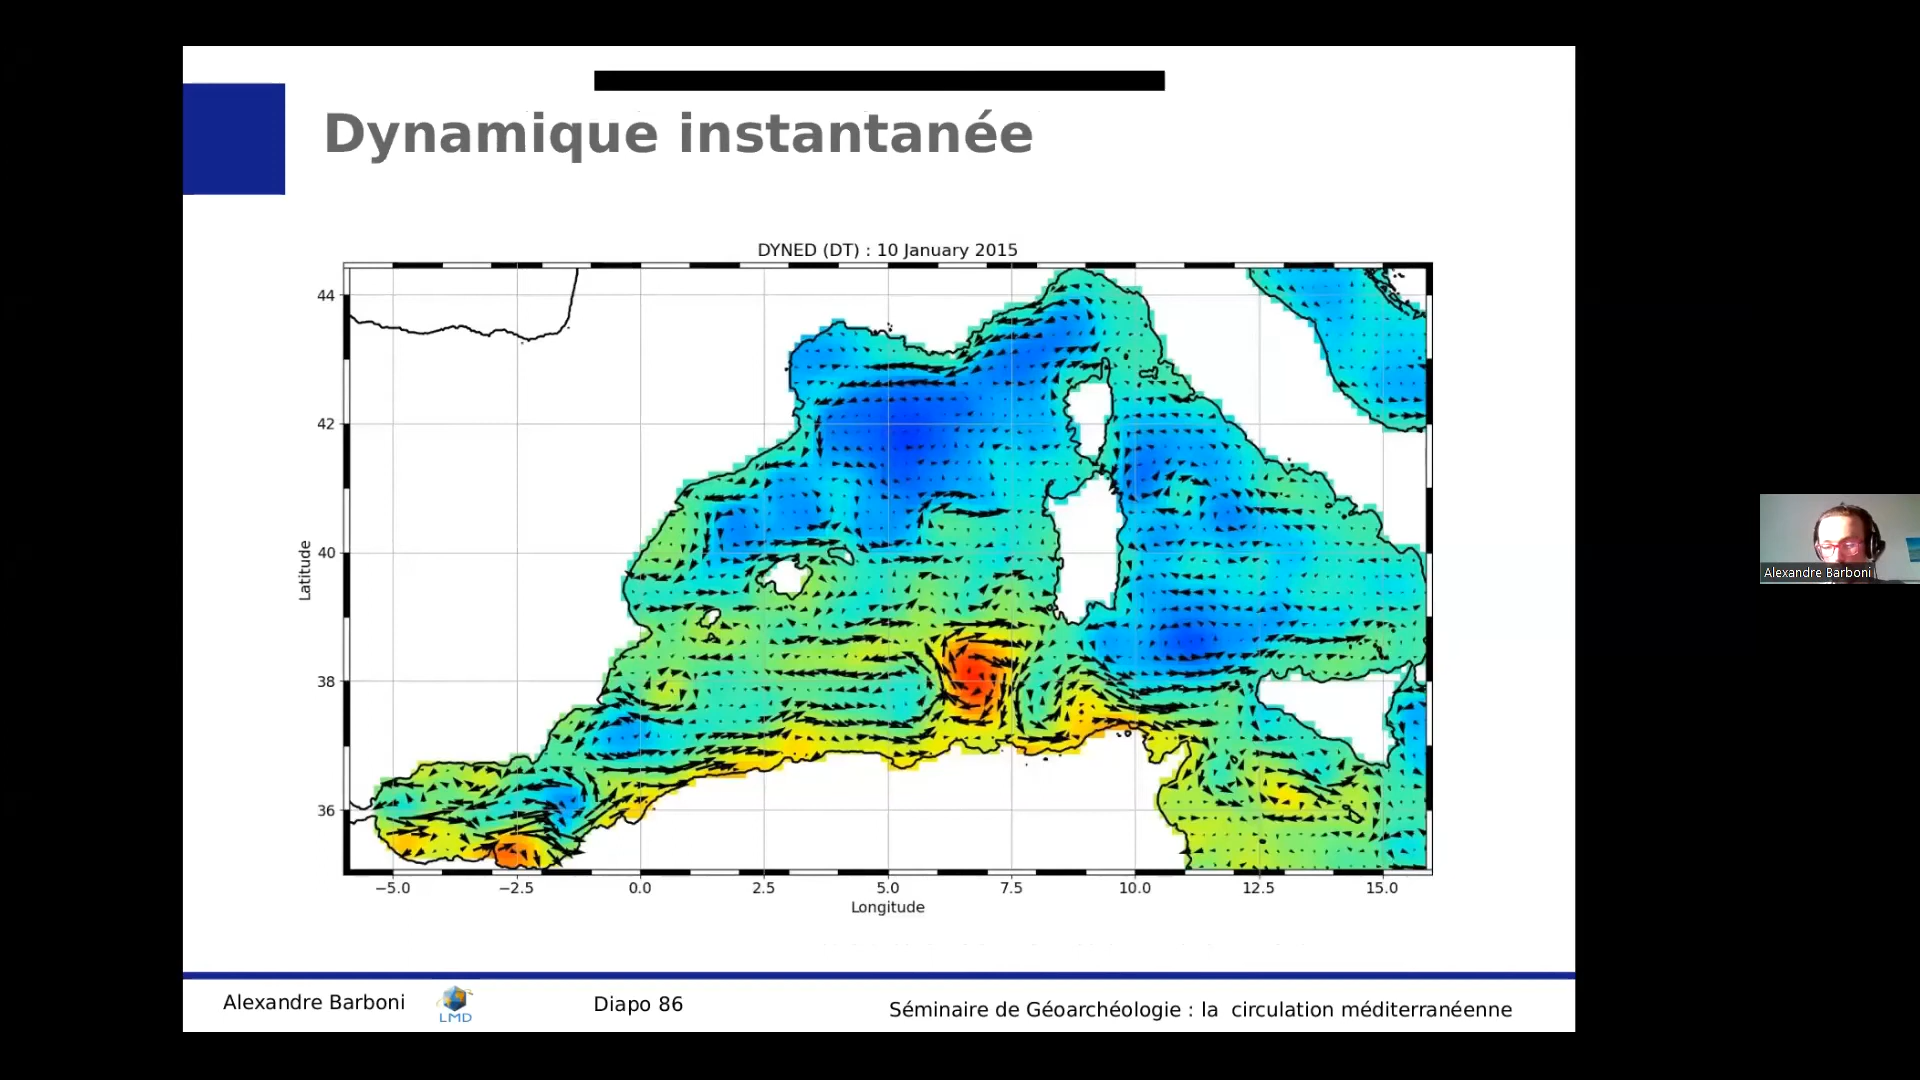 Dynamique instantanée
DYNED (DT) : 10 January 2015
44
42
40
38
36
Latitude
−5.0 −2.5 0.0 2.5 5.0 7.5 10.0 12.5 15.0
Longitude
Alexandre Barboni
Alexandre Barboni LMD Diapo 86 Séminaire de Géoarchéologie : la circulation méditerranéenne